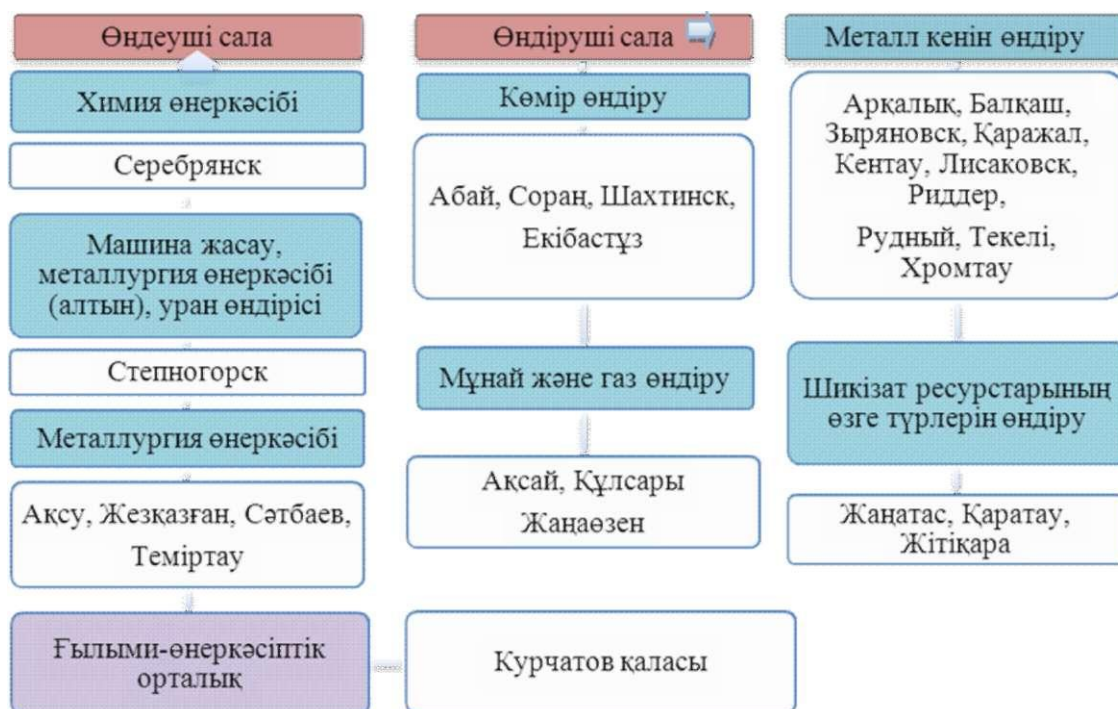 Өңдеуші сала
Химия өнеркәсібі
Серебрянск
Машина жасау,
металлургия өнеркәсібі
(алтын), уран өндірісі
Степногорск
Металлургия өнеркәсібі
Ақсу, Жезқазған, Сәтбаев,
Теміртау
Ғылыми-өнеркәсіптік
орталық
Курчатов қаласы
Өндіруші сала
Көмір өндіру
Абай, Сораң, Шахтинск,
Екібастұз
Мұнай және газ өндіру
Ақсай, Құлсары
Жаңаөзен
Металл кенін өндіру
Арқалық, Балқаш,
Зыряновск, Қаражал,
Кентау, Лисаковск,
Риддер,
Рудный, Текелі,
Хромтау
Шикізат ресурстарының
өзге түрлерін өндіру
Жаңатас, Қаратау,
Жітіқара